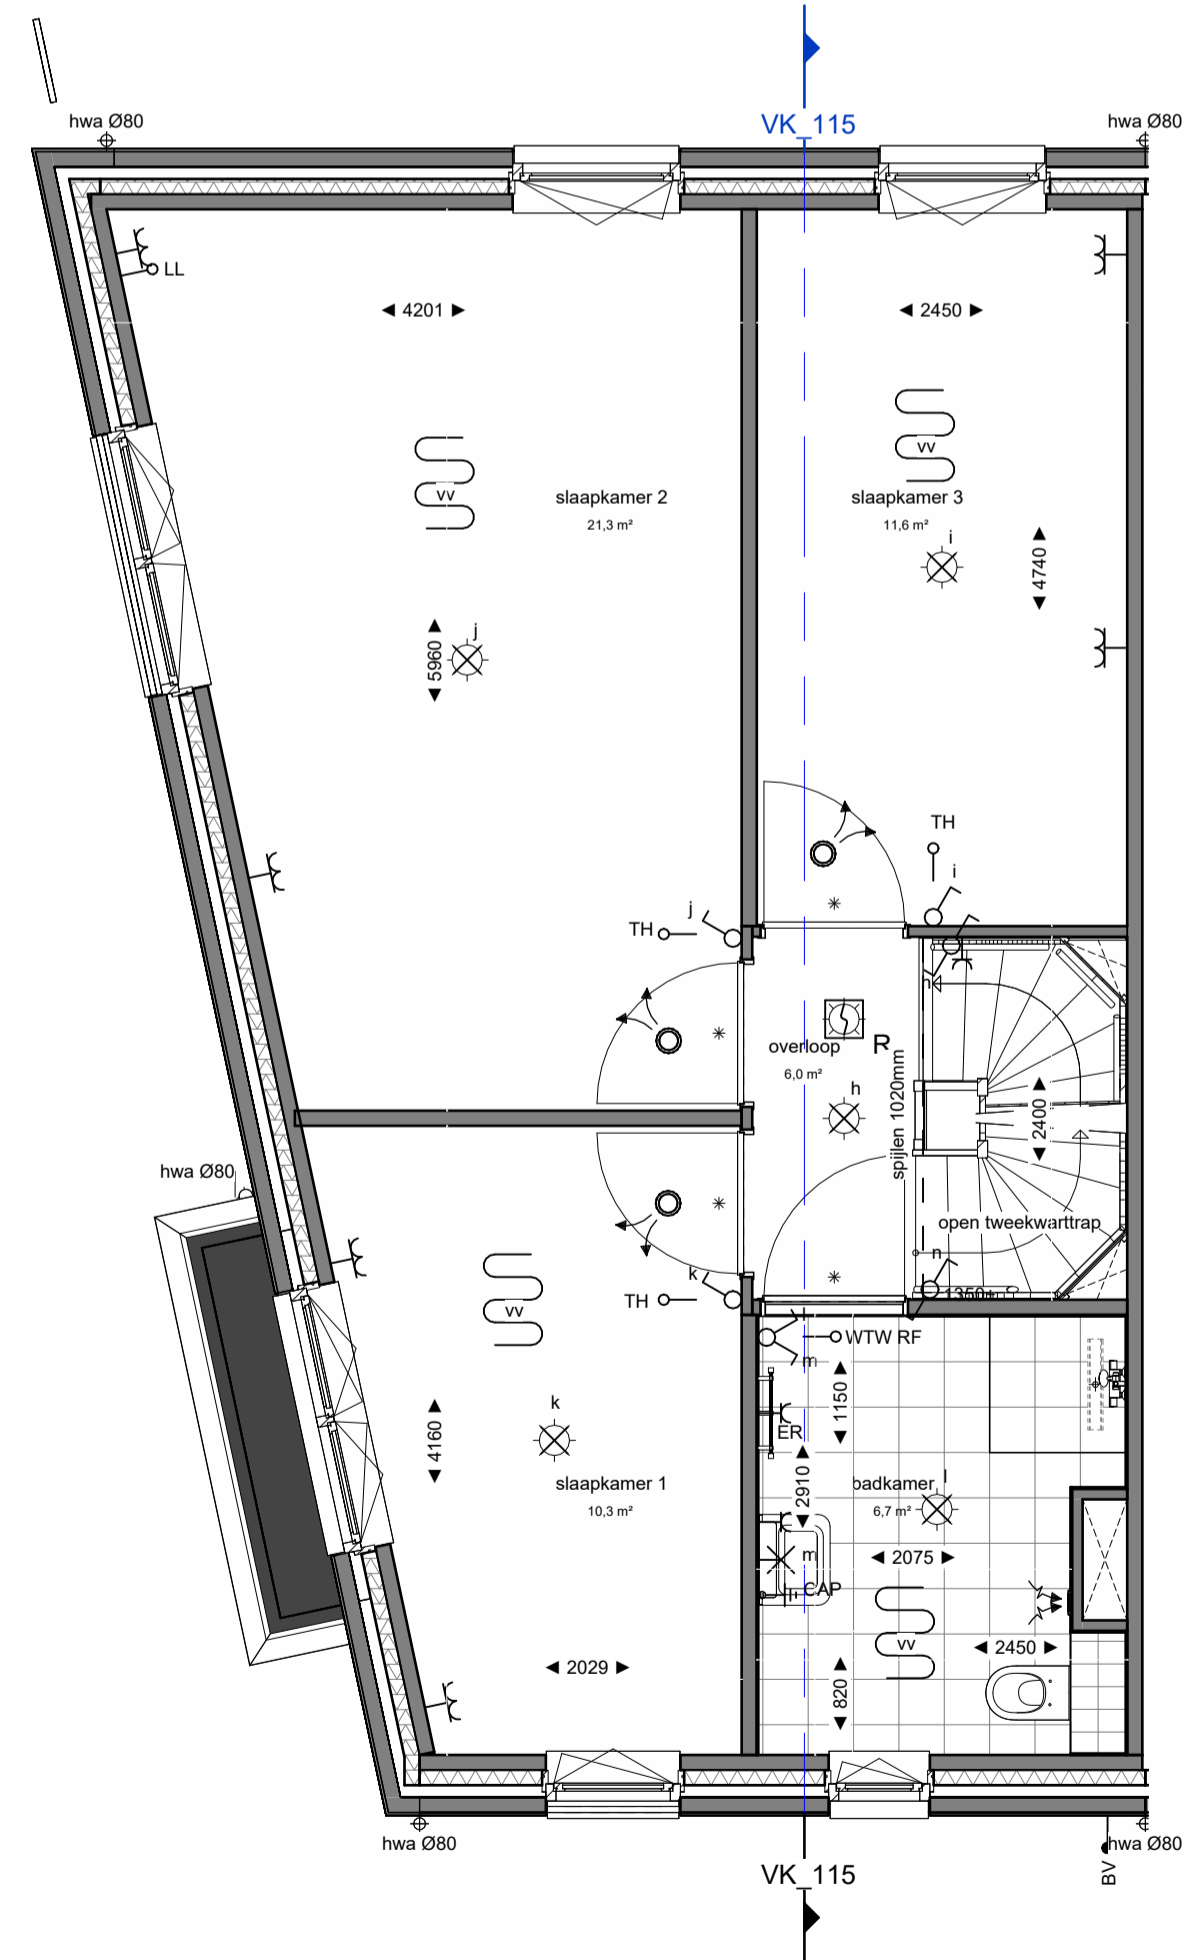 hwa Ø80
VK_115
hwa Ø80
LL
4201
2450
vv
vv
slaapkamer 2
21,3 m²
slaapkamer 3
11,6 m²
i
4740
j
5960
TH
i
j
TH
h
R
overloop
6,0 m²
h
spijlen 1020mm
2400
hwa Ø80
open tweekwarttrap
n
k
TH
1350+
vv
WTW RF
m
1150
ER
k
4160
2910
slaapkamer 1
10,3 m²
badkamer
l
6,7 m²
m
2075
CAP
vv
2450
2029
820
hwa Ø80
hwa Ø80
VK_115
BV